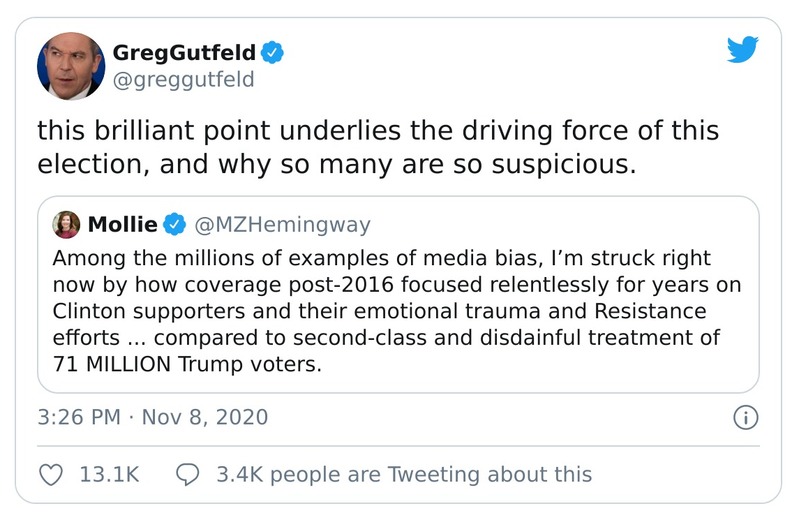 GregGutfeld
@greggutfeld
this brilliant point underlies the driving force of this
election, and why so many are so suspicious.
Mollie @MZHemingway
Among the millions of examples of media bias, I’m struck right
now by how coverage post-2016 focused relentlessly for years on
Clinton supporters and their emotional trauma and Resistance
efforts ... compared to second-class and disdainful treatment of
71 MILLION Trump voters.
3:26 PM · Nov 8, 2020
13.1K 3.4K people are Tweeting about this